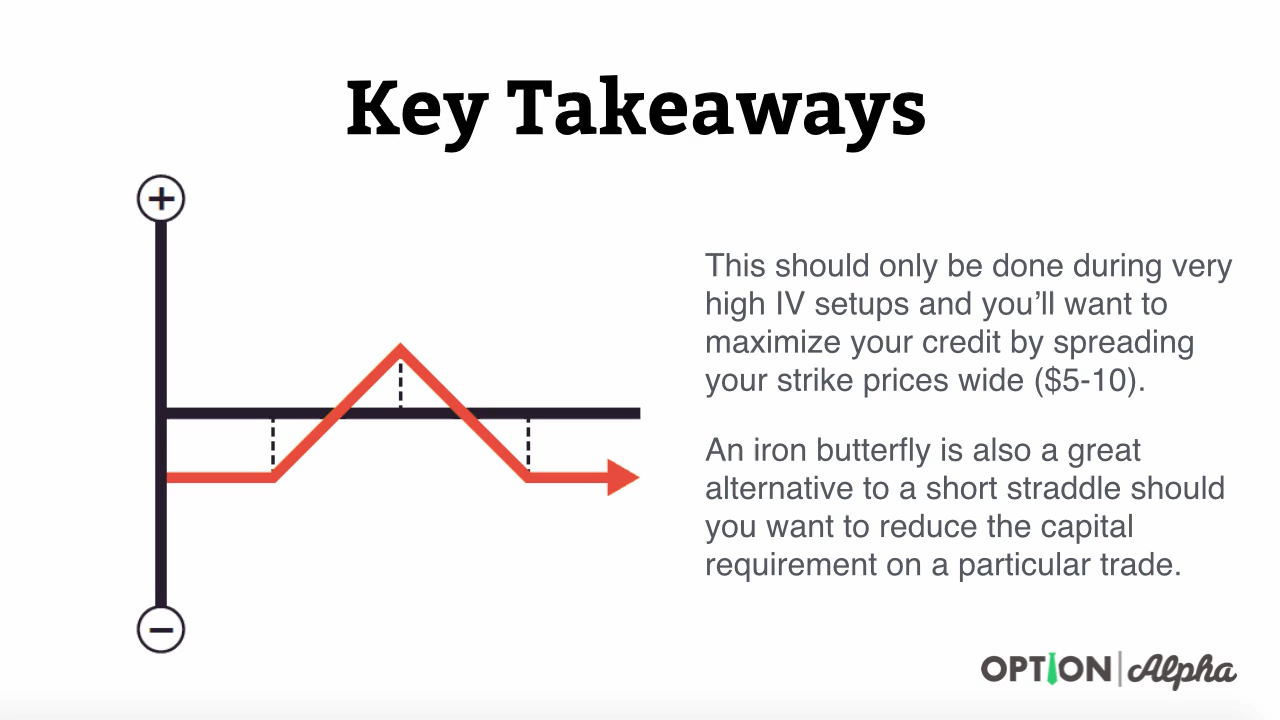 Key Takeaways
+
This should only be done during very
high IV setups and you’ll want to
maximize your credit by spreading
your strike prices wide ($5-10).
An iron butterfly is also a great
alternative to a short straddle should
you want to reduce the capital
requirement on a particular trade.
−
OPTION | Alpha